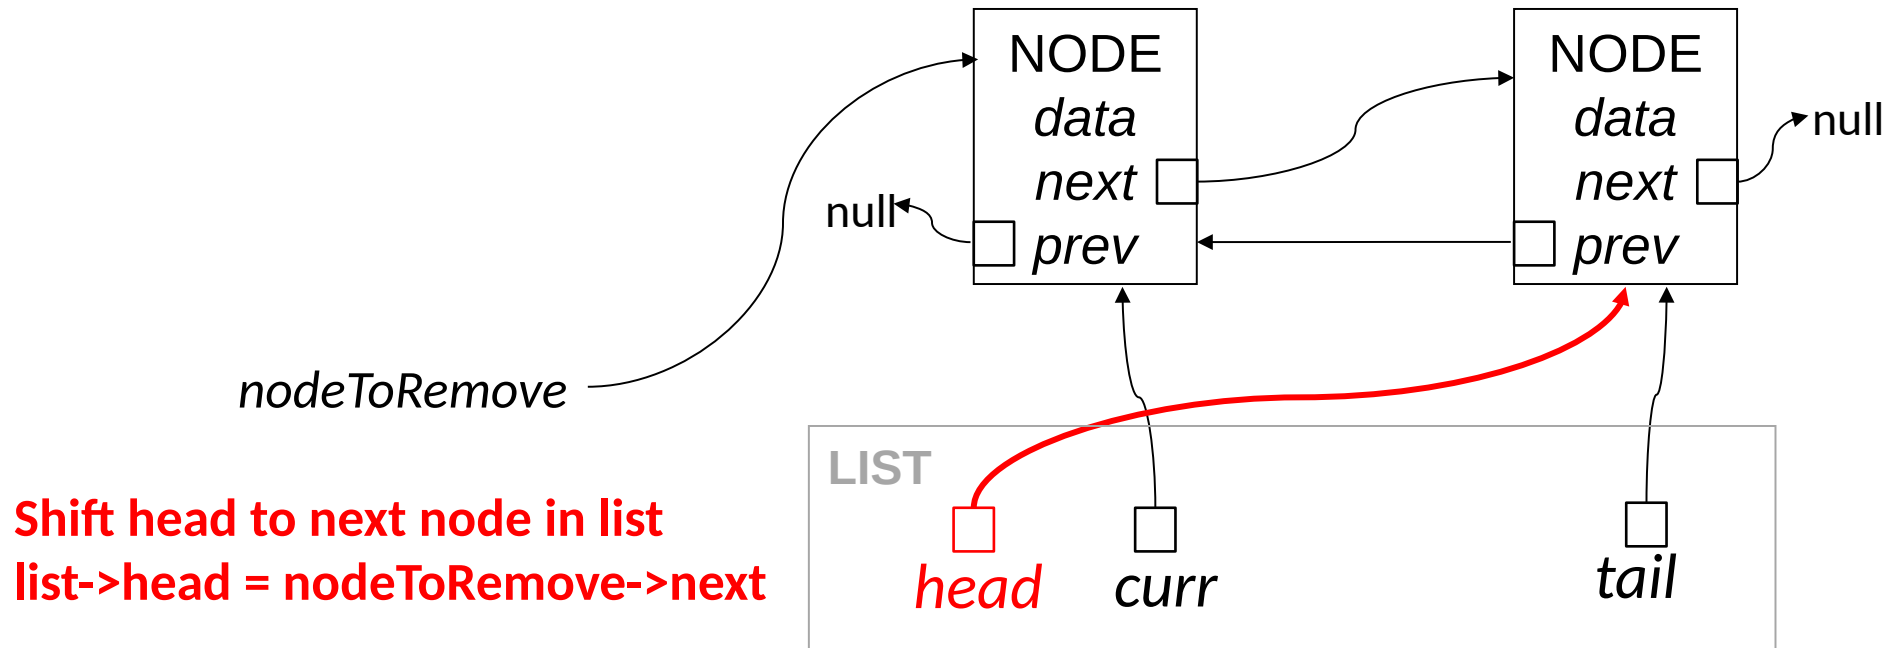 NODE
data
next
prev
NODE
data
next
prev
null
null
nodeToRemove
LIST
Shift head to next node in list
list->head = nodeToRemove->next
head
curr
tail